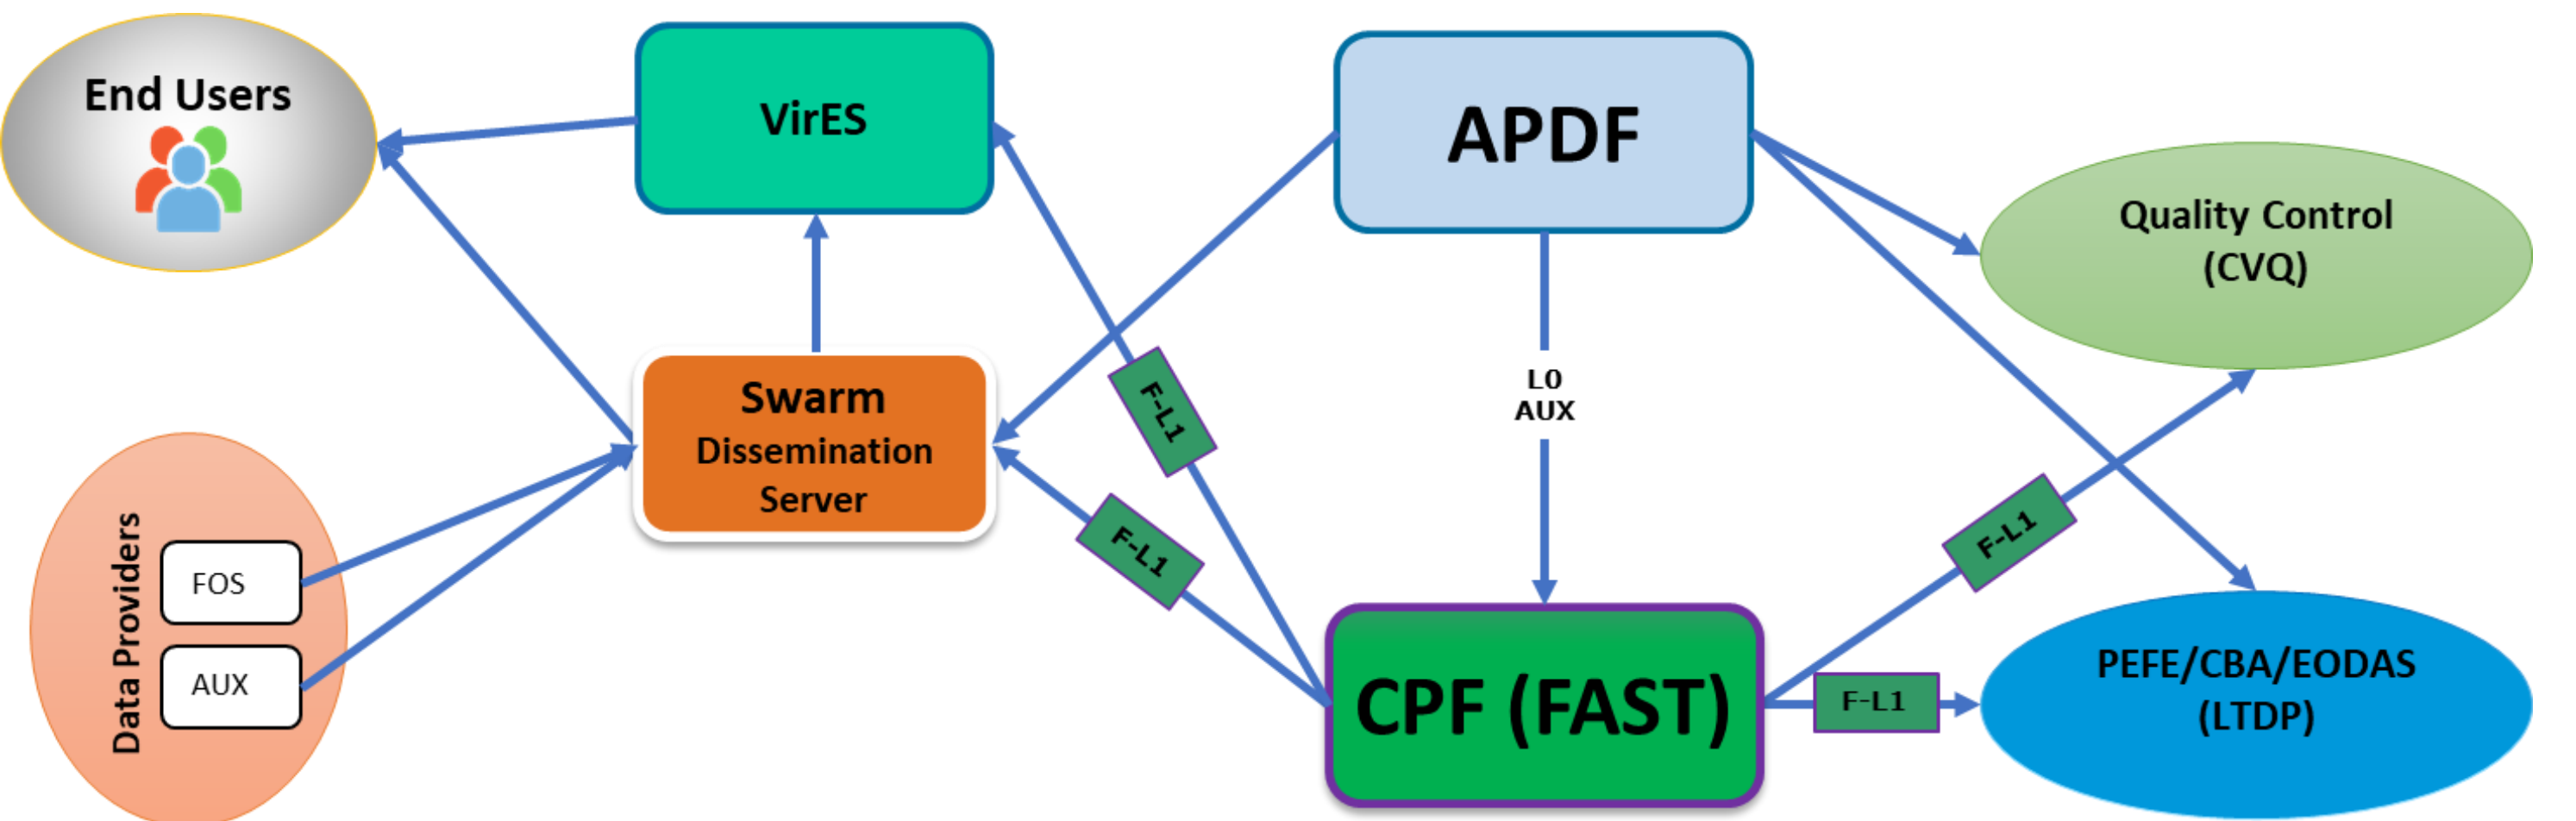 End Users
VirES
APDF
Quality Control
(CVQ)
Swarm
Dissemination
Server
L0
AUX
F-L1
F-L1
F-L1
Data Providers
FOS
AUX
CPF (FAST)
F-L1
PEFE/CBA/EODAS
(LTDP)